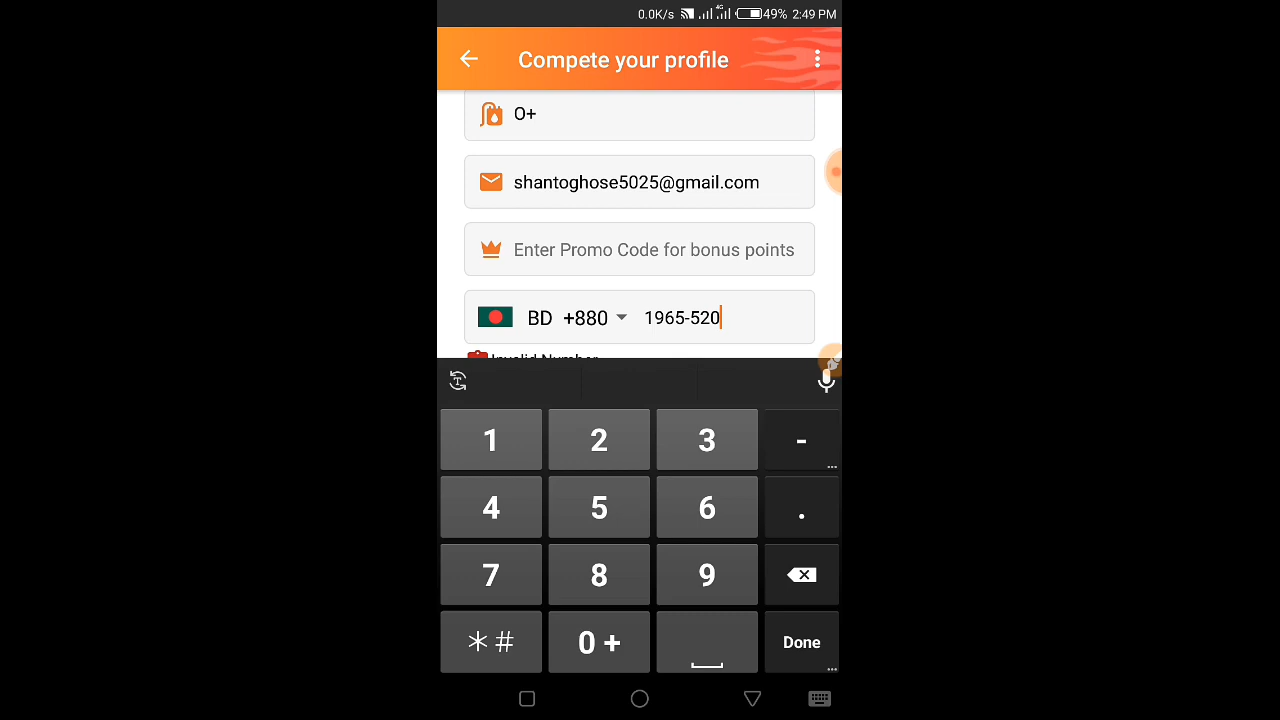 0.0K/s 4G 49% 2:49 PM
Compete your profile
O+
shantoghose5025@gmail.com
Enter Promo Code for bonus points
BD +880 1965-520
Invalid Number
1 2 3 -
4 5 6 .
7 8 9
*# 0 + Done